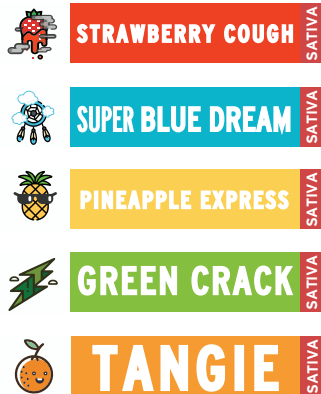 STRAWBERRY COUGH SATIVA
SUPER BLUE DREAM SATIVA
PINEAPPLE EXPRESS SATIVA
GREEN CRACK SATIVA
TANGIE SATIVA